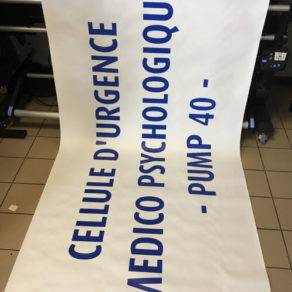 CELLULE D'URGENCE
MEDICO PSYCHOLOGIQU
- PUMP 40 -